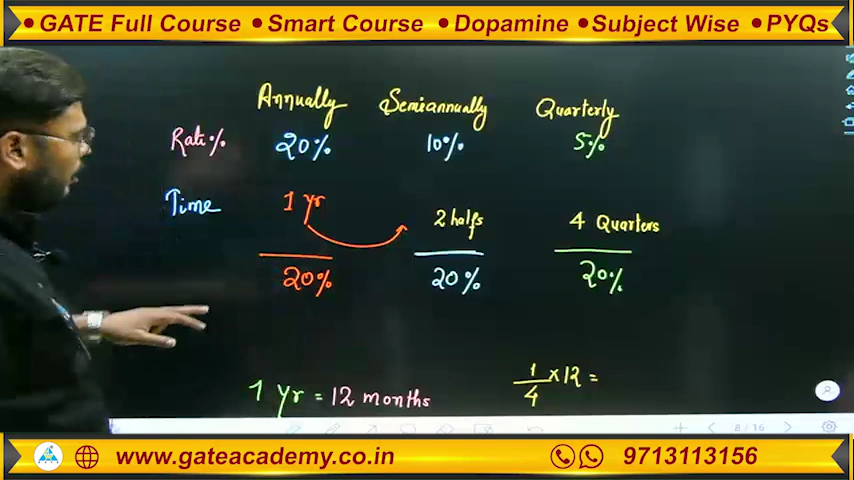 • GATE Full Course • Smart Course • Dopamine • Subject Wise • PYQs
Annually Semiannually Quarterly
Rate% 20% 10% 5%
Time 1 yr 2 halfs 4 Quarters
20% 20% 20%
1 yr = 12 months
1/4 x 12 =
8 / 16
www.gateacademy.co.in 9713113156